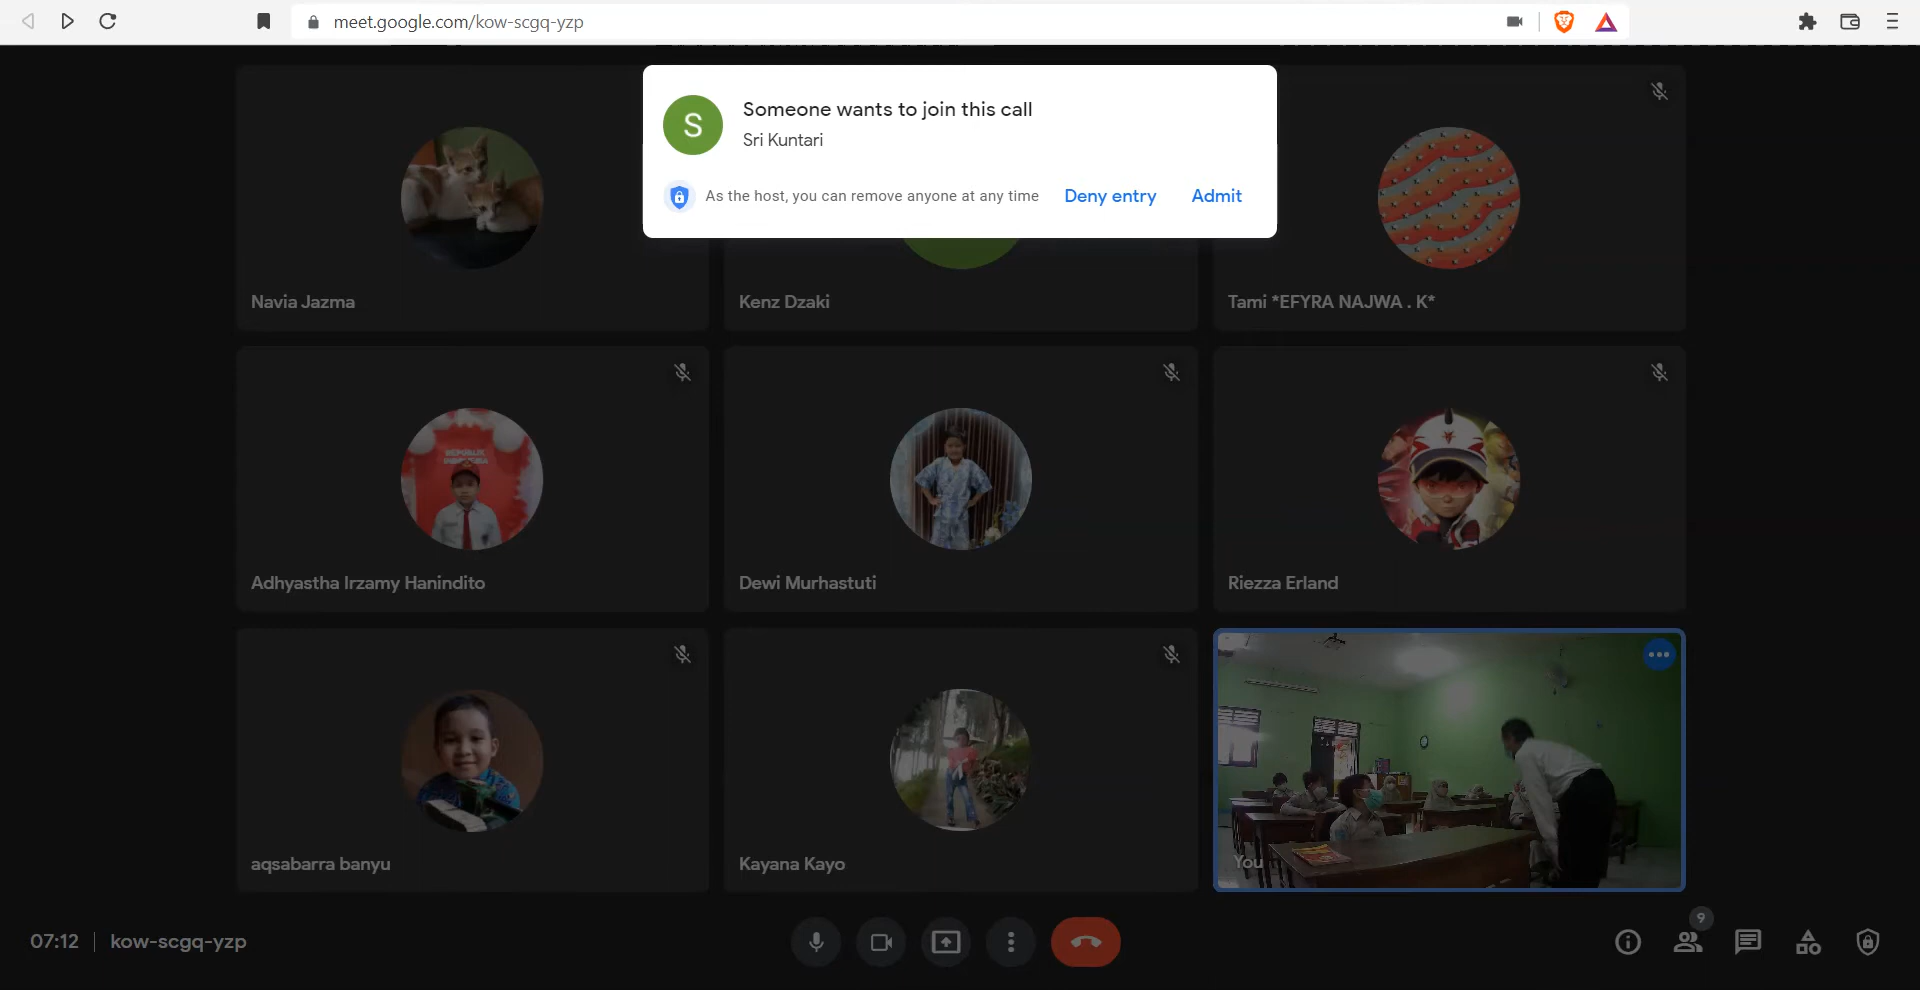 meet.google.com/kow-scgq-yzp
S
Someone wants to join this call
Sri Kuntari
As the host, you can remove anyone at any time
Deny entry
Admit
Navia Jazma
Kenz Dzaki
Tami *EFYRA NAJWA . K*
REPUBLIK
INDONESIA
Adhyastha Irzamy Hanindito
Dewi Murhastuti
Riezza Erland
aqsabarra banyu
Kayana Kayo
You
07:12
kow-scgq-yzp
9